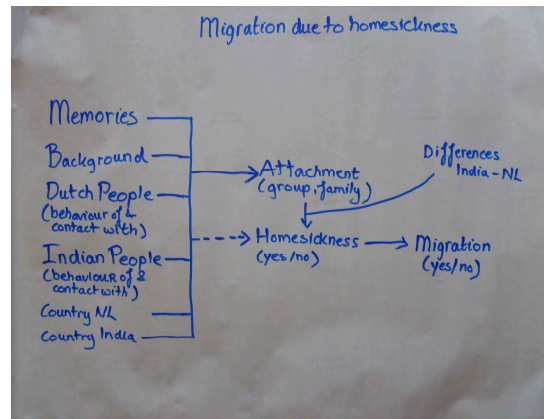 Migration due to homesickness
Memories
Background
Dutch People
(behaviour of &
contact with)
Indian People
(behaviour of &
contact with)
Country NL
Country India
Attachment
(group, family)
Homesickness
(yes/no)
Differences
India - NL
Migration
(yes/no)